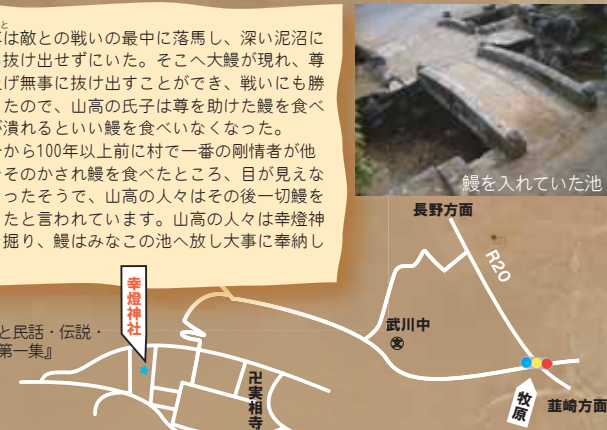 と
は敵との戦いの最中に落馬し、深い泥沼に
抜け出せずにいた。そこへ大鰻が現れ、尊
上げ無事に抜け出すことができ、戦いにも勝
たので、山高の氏子は尊を助けた鰻を食べ
が潰れるといい鰻を食べいなくなった。
から100年以上前に村で一番の剛情者が他
そのかされ鰻を食べたところ、目が見えな
ったそうで、山高の人々はその後一切鰻を
たと言われています。山高の人々は幸燈神
掘り、鰻はみなこの池へ放し大事に奉納し
鰻を入れていた池
長野方面
R20
幸燈神社
と民話・伝説・
第一集』
武川中
文
卍実相寺
牧原
韮崎方面